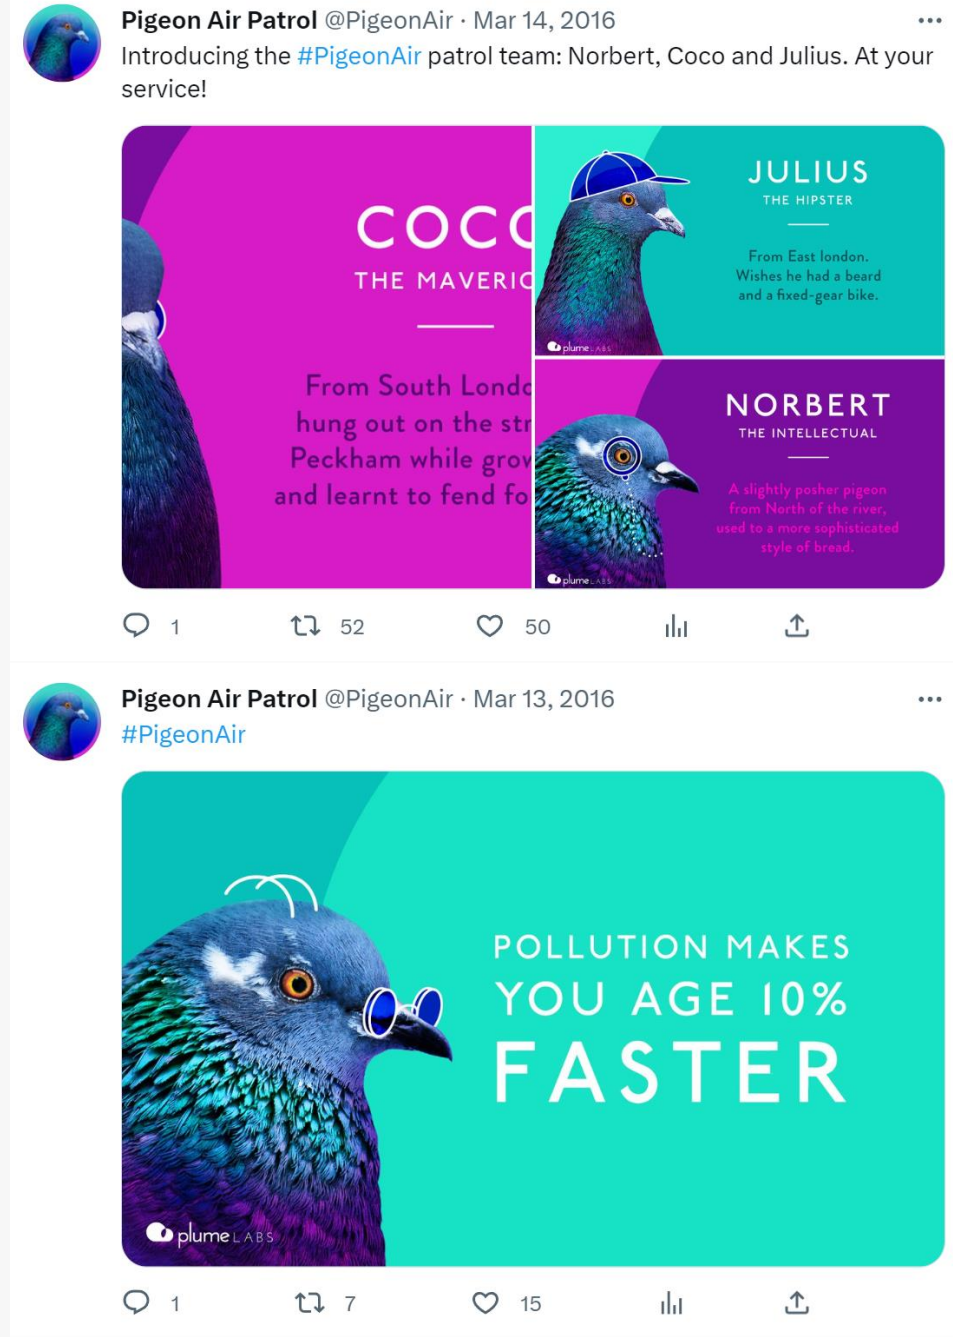 Pigeon Air Patrol @PigeonAir · Mar 14, 2016
Introducing the #PigeonAir patrol team: Norbert, Coco and Julius. At your
service!
COCO
THE MAVERIC
From South Londo
hung out on the str
Peckham while grow
and learnt to fend fo
JULIUS
THE HIPSTER
From East london.
Wishes he had a beard
and a fixed-gear bike.
plume LABS
NORBERT
THE INTELLECTUAL
A slightly posher pigeon
from North of the river,
used to a more sophisticated
style of bread.
plume LABS
1 52 50
Pigeon Air Patrol @PigeonAir · Mar 13, 2016
#PigeonAir
POLLUTION MAKES
YOU AGE 10%
FASTER
plume LABS
1 7 15